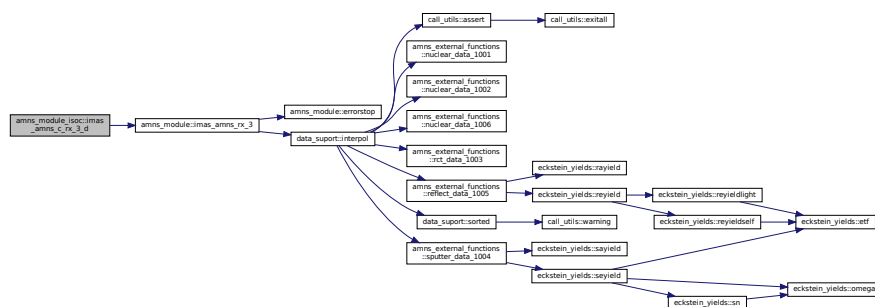 amns_module_isoc::imas
_amns_c_rx_3_d
amns_module::imas_amns_rx_3
amns_module::errorstop
data_suport::interpol
call_utils::assert
call_utils::exitall
amns_external_functions
::nuclear_data_1001
amns_external_functions
::nuclear_data_1002
amns_external_functions
::nuclear_data_1006
amns_external_functions
::rct_data_1003
amns_external_functions
::reflect_data_1005
eckstein_yields::rayield
eckstein_yields::reyield
eckstein_yields::reyieldlight
eckstein_yields::reyieldself
eckstein_yields::etf
data_suport::sorted
call_utils::warning
amns_external_functions
::sputter_data_1004
eckstein_yields::sayield
eckstein_yields::seyield
eckstein_yields::sn
eckstein_yields::omega